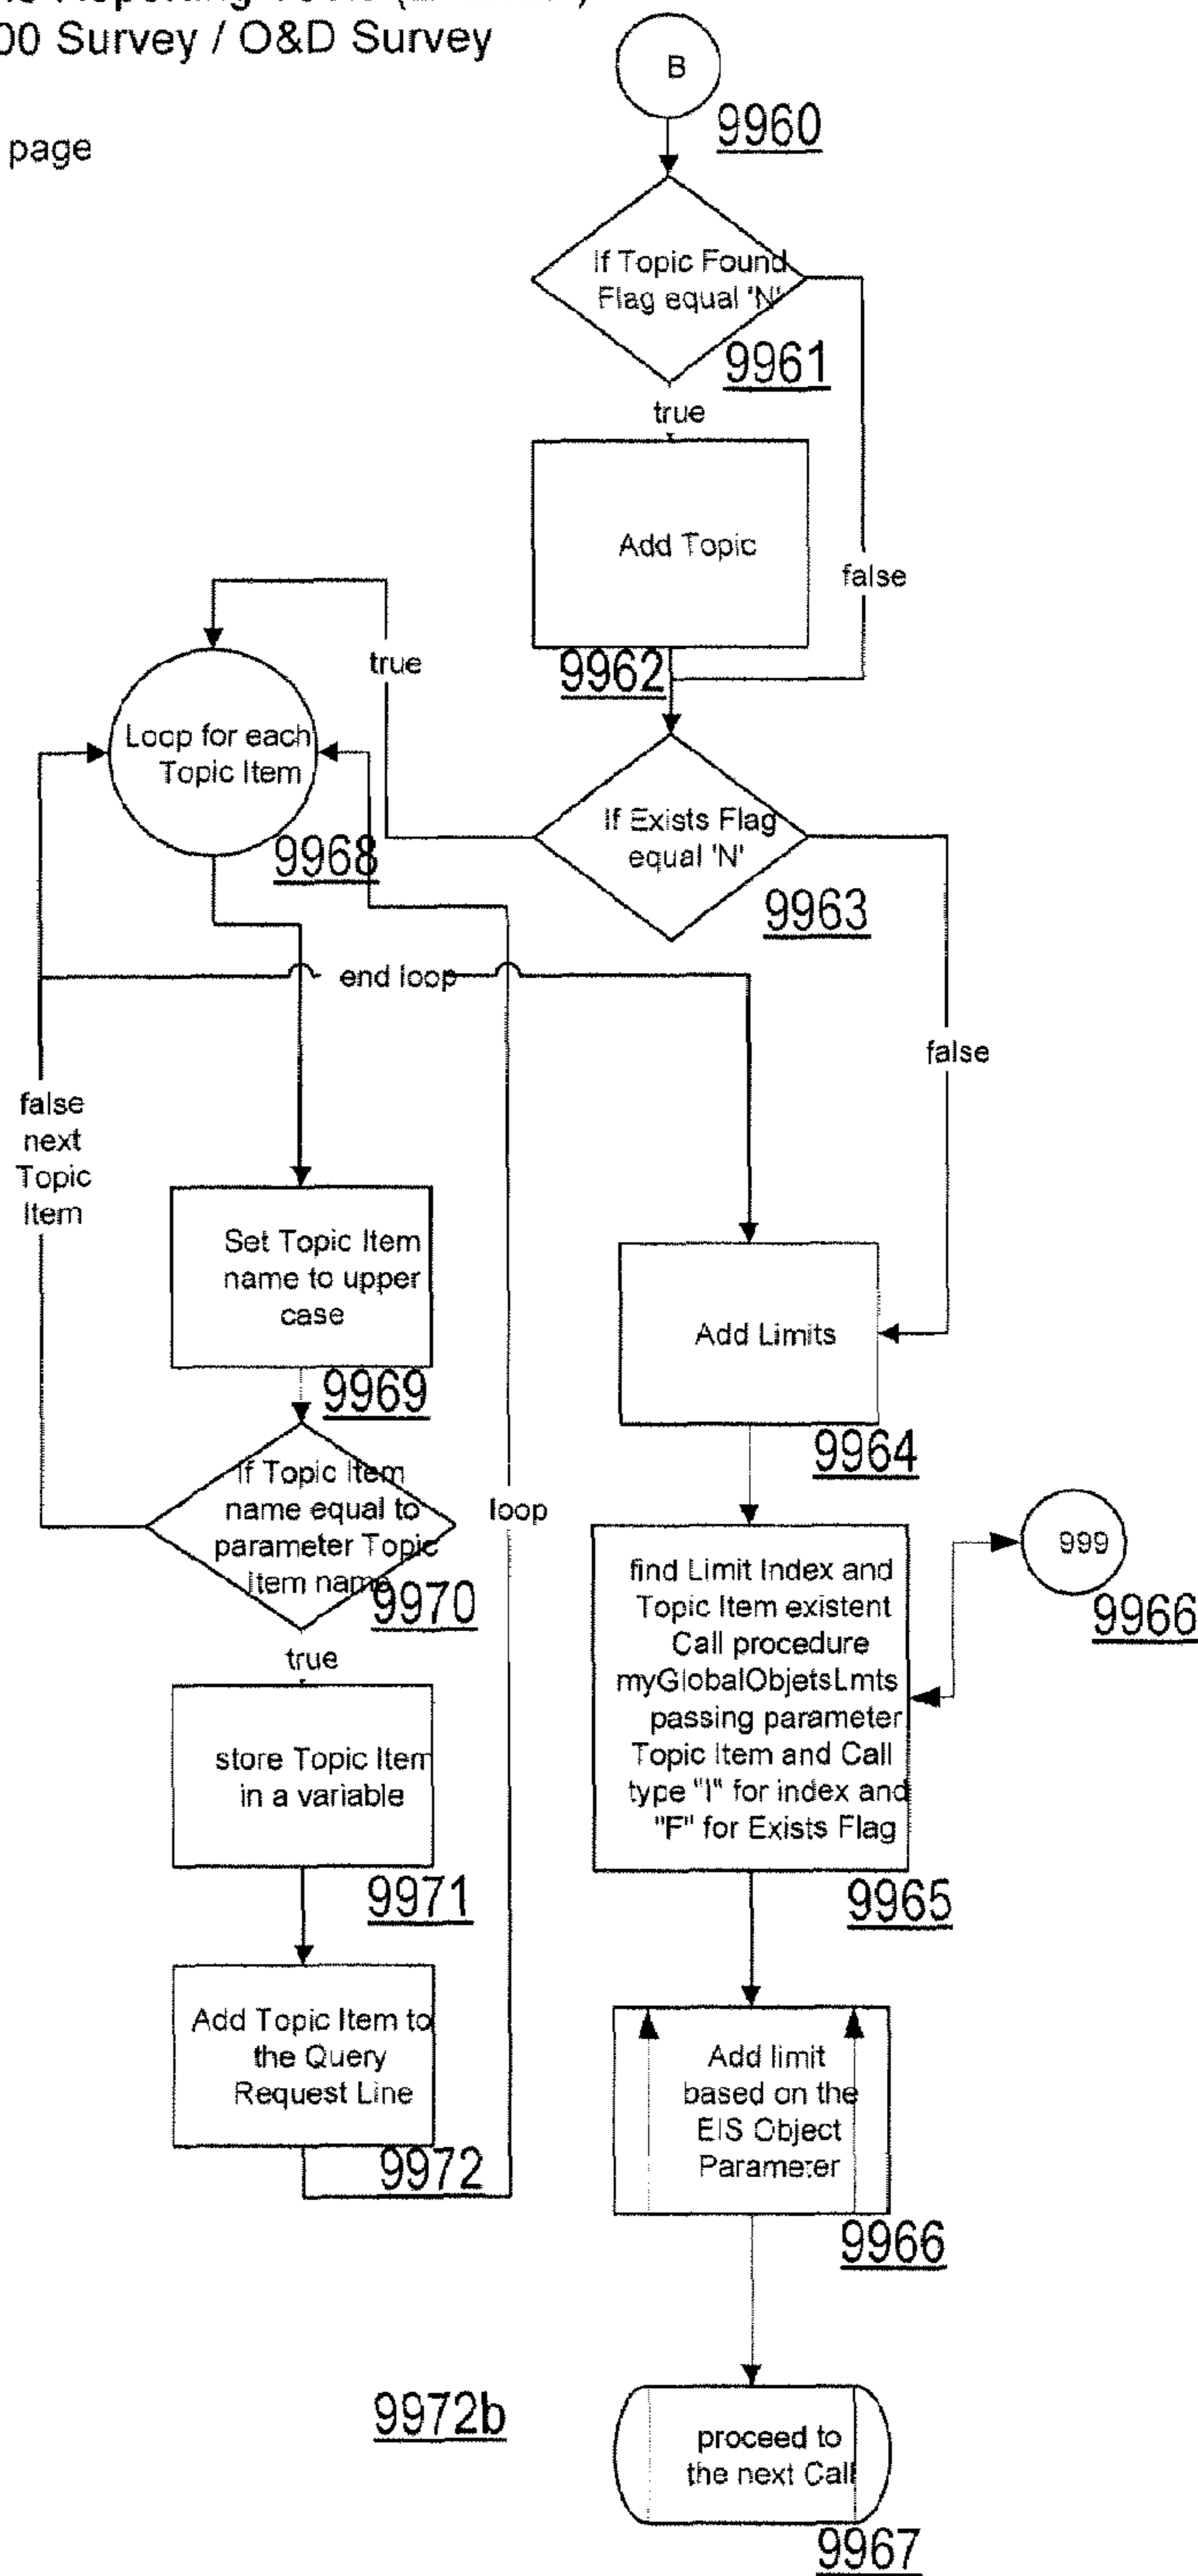 00 Survey / O&D Survey
page
B
9960
If Topic Found
Flag equal 'N'
9961
true
Add Topic
false
9962
true
Loop for each
Topic Item
9968
If Exists Flag
equal 'N'
9963
end loop
false
false
next
Topic
Item
Set Topic Item
name to upper
case
9969
Add Limits
9964
If Topic Item
name equal to
parameter Topic
Item name
9970
loop
true
999
9966
find Limit Index and
Topic Item existent
Call procedure
myGlobalObjetsLmts
passing parameter
Topic Item and Call
type "I" for index and
"F" for Exists Flag
9965
store Topic Item
in a variable
9971
Add Topic Item to
the Query
Request Line
9972
Add limit
based on the
EIS Object
Parameter
9966
9972b
proceed to
the next Call
9967